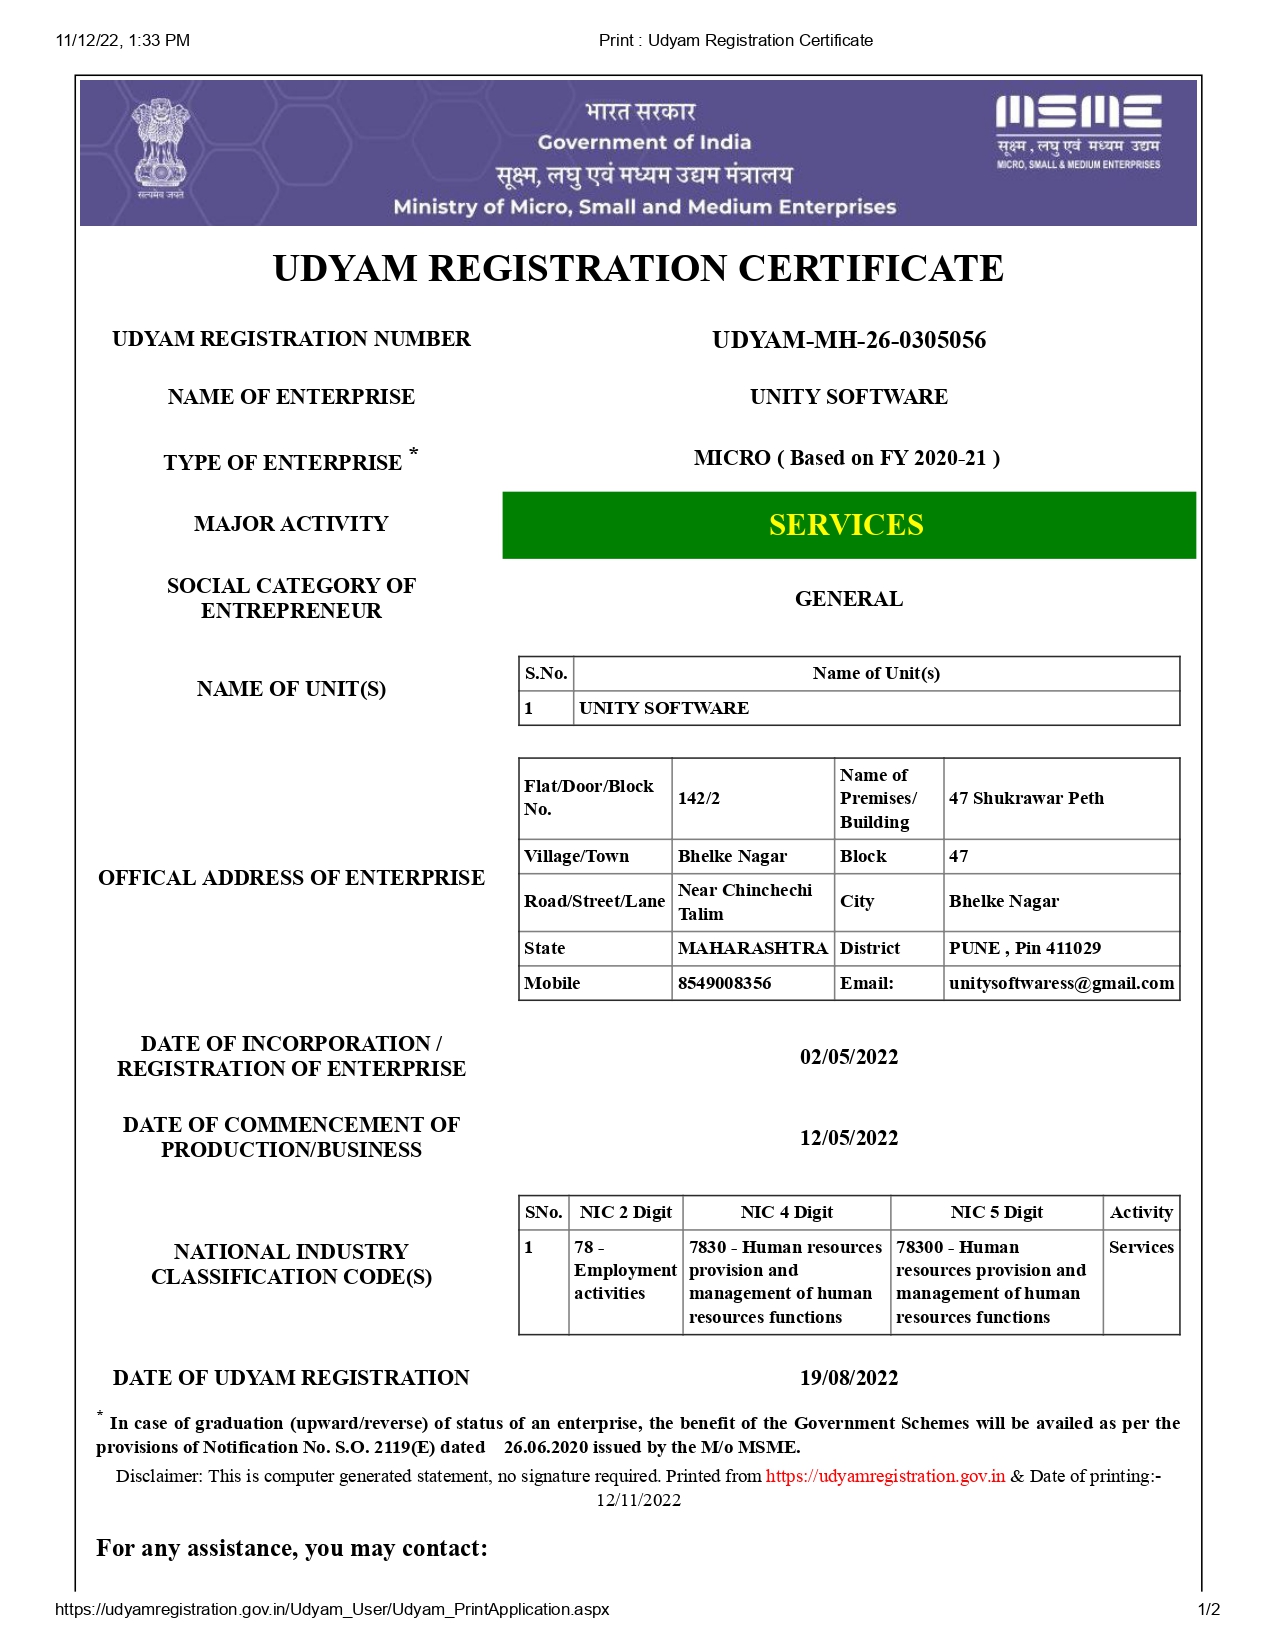 11/12/22, 1:33 PM
Print : Udyam Registration Certificate
सत्यमेव जयते
भारत सरकार
Government of India
सूक्ष्म, लघु एवं मध्यम उद्यम मंत्रालय
Ministry of Micro, Small and Medium Enterprises
MSME
सूक्ष्म , लघु एवं मध्यम उद्यम
MICRO, SMALL & MEDIUM ENTERPRISES
UDYAM REGISTRATION CERTIFICATE
UDYAM REGISTRATION NUMBER
UDYAM-MH-26-0305056
NAME OF ENTERPRISE
UNITY SOFTWARE
TYPE OF ENTERPRISE *
MICRO ( Based on FY 2020-21 )
MAJOR ACTIVITY
SERVICES
SOCIAL CATEGORY OF
ENTREPRENEUR
GENERAL
NAME OF UNIT(S)
S.No. Name of Unit(s)
1 UNITY SOFTWARE
OFFICAL ADDRESS OF ENTERPRISE
Flat/Door/Block
No.
142/2
Name of
Premises/
Building
47 Shukrawar Peth
Village/Town
Bhelke Nagar
Block
47
Road/Street/Lane
Near Chinchechi
Talim
City
Bhelke Nagar
State
MAHARASHTRA
District
PUNE , Pin 411029
Mobile
8549008356
Email:
unitysoftwaress@gmail.com
DATE OF INCORPORATION /
REGISTRATION OF ENTERPRISE
02/05/2022
DATE OF COMMENCEMENT OF
PRODUCTION/BUSINESS
12/05/2022
NATIONAL INDUSTRY
CLASSIFICATION CODE(S)
SNo. NIC 2 Digit NIC 4 Digit NIC 5 Digit Activity
1
78 -
Employment
activities
7830 - Human resources
provision and
management of human
resources functions
78300 - Human
resources provision and
management of human
resources functions
Services
DATE OF UDYAM REGISTRATION
19/08/2022
* In case of graduation (upward/reverse) of status of an enterprise, the benefit of the Government Schemes will be availed as per the
provisions of Notification No. S.O. 2119(E) dated 26.06.2020 issued by the M/o MSME.
Disclaimer: This is computer generated statement, no signature required. Printed from https://udyamregistration.gov.in & Date of printing:-
12/11/2022
For any assistance, you may contact:
https://udyamregistration.gov.in/Udyam_User/Udyam_PrintApplication.aspx
1/2